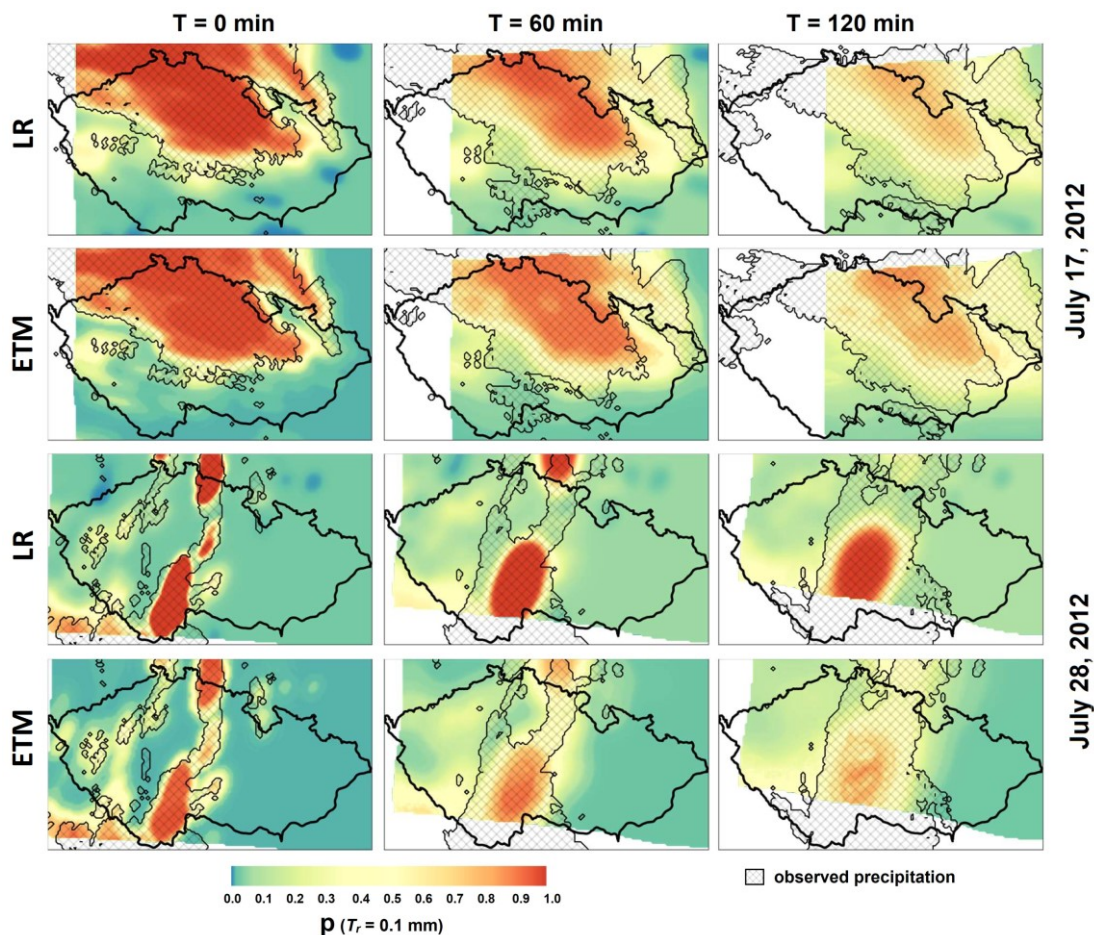 T = 0 min T = 60 min T = 120 min
LR
ETM
July 17, 2012
LR
ETM
July 28, 2012
0.0 0.1 0.2 0.3 0.4 0.5 0.6 0.7 0.8 0.9 1.0
p (Tr = 0.1 mm)
observed precipitation